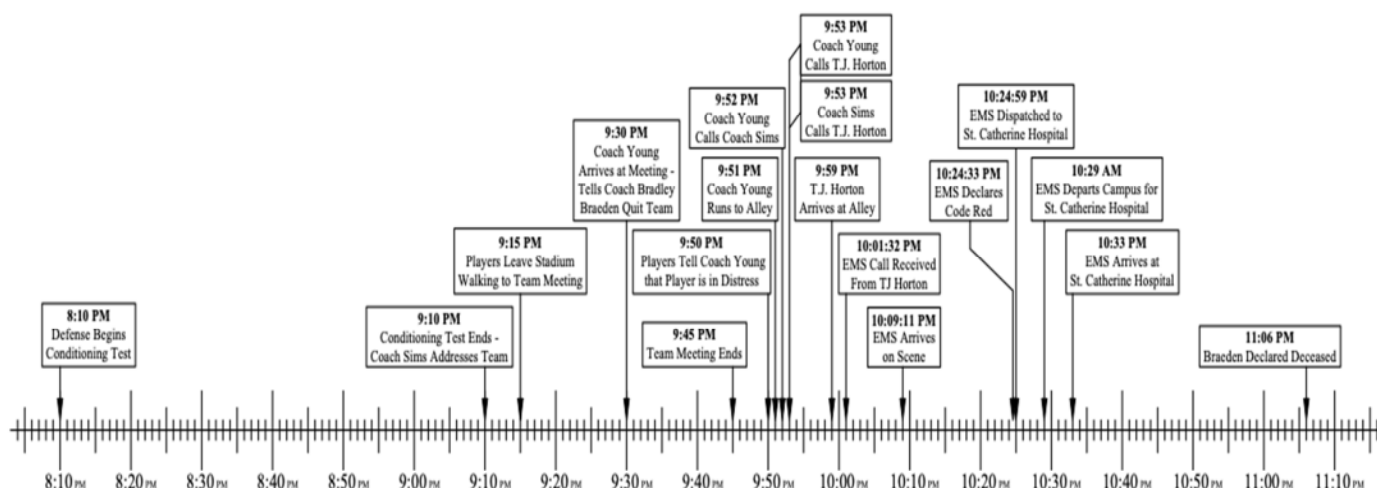 8:10 PM
Defense Begins
Conditioning Test
9:10 PM
Conditioning Test Ends -
Coach Sims Addresses Team
9:15 PM
Players Leave Stadium
Walking to Team Meeting
9:30 PM
Coach Young
Arrives at Meeting -
Tells Coach Bradley
Braeden Quit Team
9:45 PM
Team Meeting Ends
9:50 PM
Players Tell Coach Young
that Player is in Distress
9:51 PM
Coach Young
Runs to Alley
9:52 PM
Coach Young
Calls Coach Sims
9:53 PM
Coach Young
Calls T.J. Horton
9:53 PM
Coach Sims
Calls T.J. Horton
9:59 PM
T.J. Horton
Arrives at Alley
10:01:32 PM
EMS Call Received
From TJ Horton
10:09:11 PM
EMS Arrives
on Scene
10:24:33 PM
EMS Declares
Code Red
10:24:59 PM
EMS Dispatched to
St. Catherine Hospital
10:29 AM
EMS Departs Campus for
St. Catherine Hospital
10:33 PM
EMS Arrives at
St. Catherine Hospital
11:06 PM
Braeden Declared Deceased
8:10 PM 8:20 PM 8:30 PM 8:40 PM 8:50 PM 9:00 PM 9:10 PM 9:20 PM 9:30 PM 9:40 PM 9:50 PM 10:00 PM 10:10 PM 10:20 PM 10:30 PM 10:40 PM 10:50 PM 11:00 PM 11:10 PM